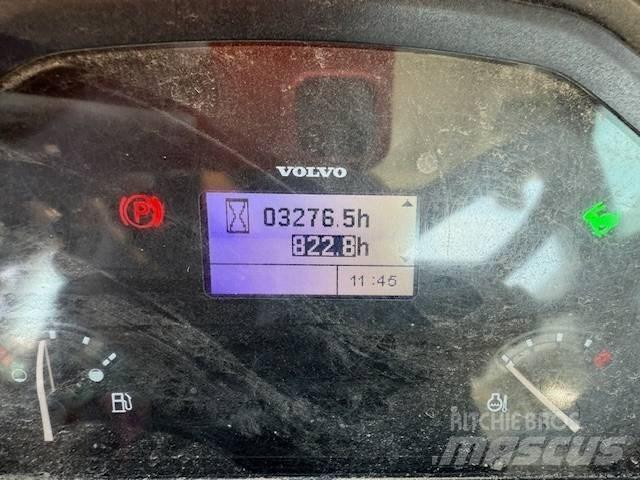 VOLVO
03276.5h
822.8h
11:45
P
RITCHIE BROS
mascus